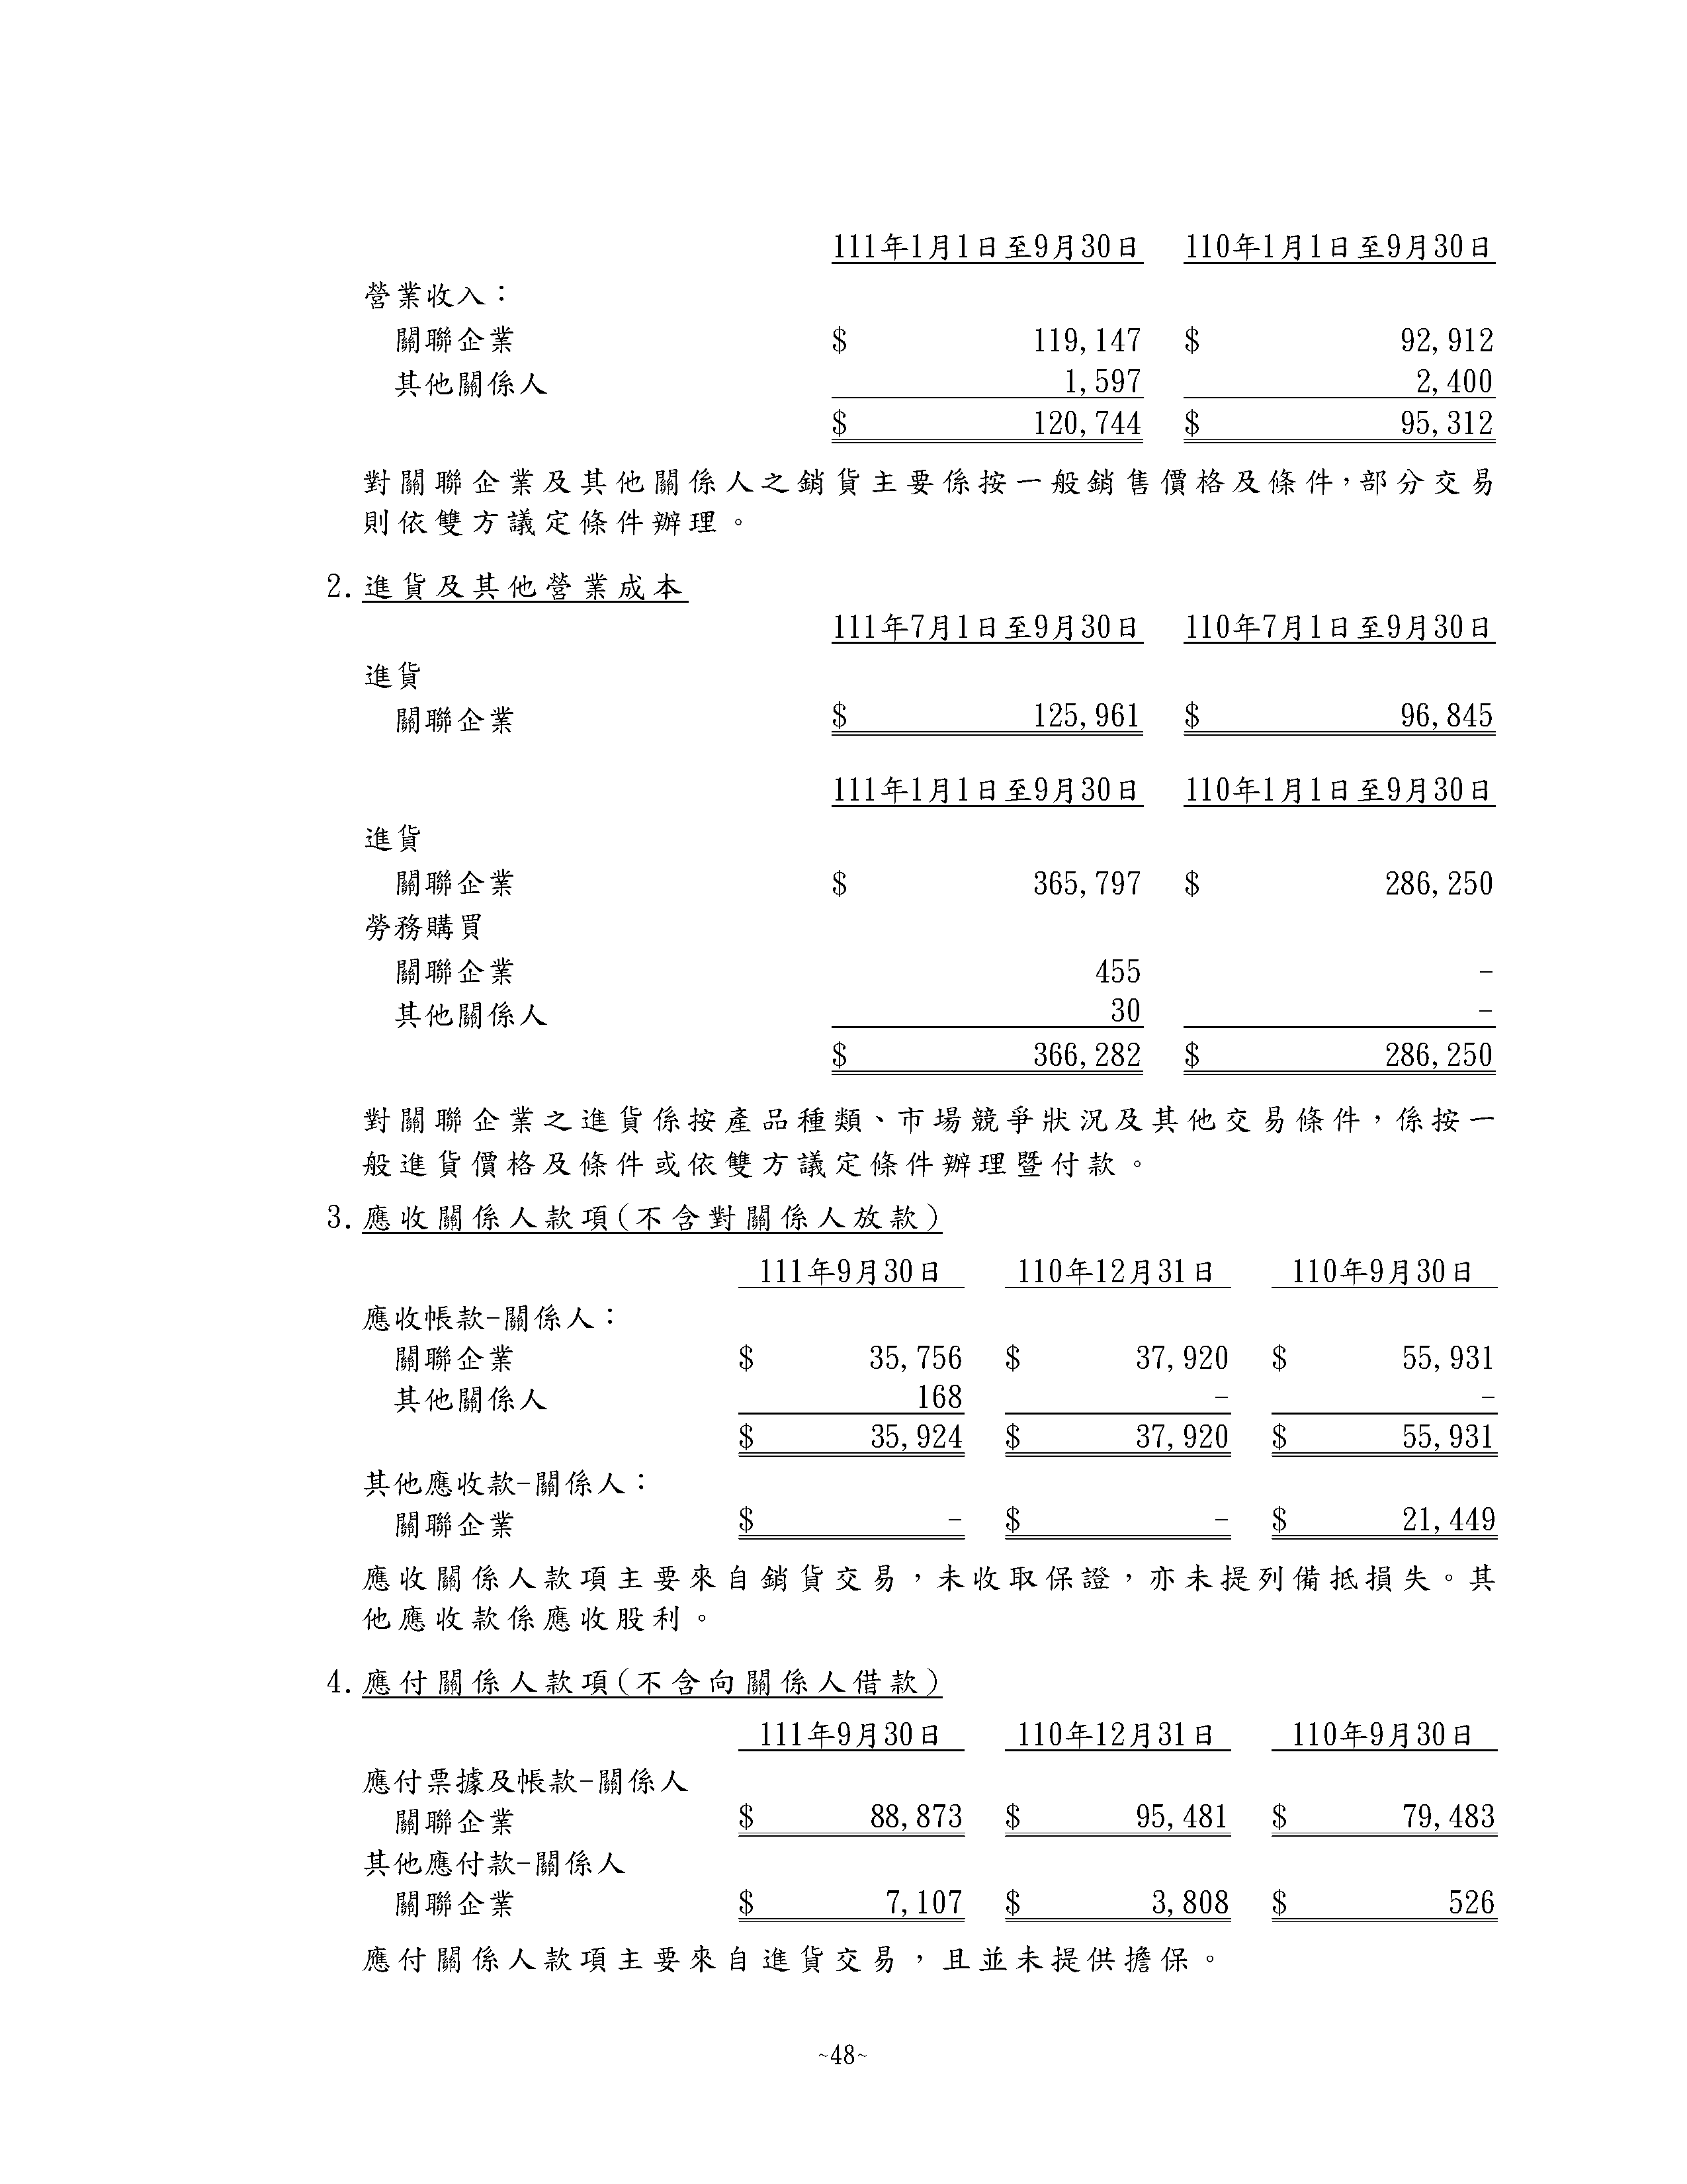 111年1月1日至9月30日 110年1月1日至9月30日
營業收入：
關聯企業 $ 119,147 $ 92,912
其他關係人 1,597 2,400
$ 120,744 $ 95,312
對關聯企業及其他關係人之銷貨主要係按一般銷售價格及條件，部分交易
則依雙方議定條件辦理。
2.進貨及其他營業成本
111年7月1日至9月30日 110年7月1日至9月30日
進貨
關聯企業 $ 125,961 $ 96,845
111年1月1日至9月30日 110年1月1日至9月30日
進貨
關聯企業 $ 365,797 $ 286,250
勞務購買
關聯企業 455 -
其他關係人 30 -
$ 366,282 $ 286,250
對關聯企業之進貨係按產品種類、市場競爭狀況及其他交易條件，係按一
般進貨價格及條件或依雙方議定條件辦理暨付款。
3.應收關係人款項(不含對關係人放款)
111年9月30日 110年12月31日 110年9月30日
應收帳款-關係人：
關聯企業 $ 35,756 $ 37,920 $ 55,931
其他關係人 168 - -
$ 35,924 $ 37,920 $ 55,931
其他應收款-關係人：
關聯企業 $ - $ - $ 21,449
應收關係人款項主要來自銷貨交易，未收取保證，亦未提列備抵損失。其
他應收款係應收股利。
4.應付關係人款項(不含向關係人借款)
111年9月30日 110年12月31日 110年9月30日
應付票據及帳款-關係人
關聯企業 $ 88,873 $ 95,481 $ 79,483
其他應付款-關係人
關聯企業 $ 7,107 $ 3,808 $ 526
應付關係人款項主要來自進貨交易，且並未提供擔保。
~48~